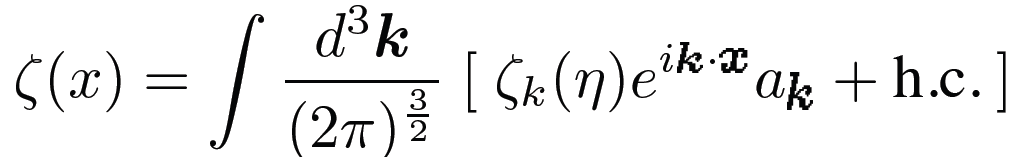 ζ(x) = ∫ d³𝒌 / (2π)^{3/2} [ ζ_k(η)e^{i𝒌·𝒙} a_𝒌 + h.c. ]